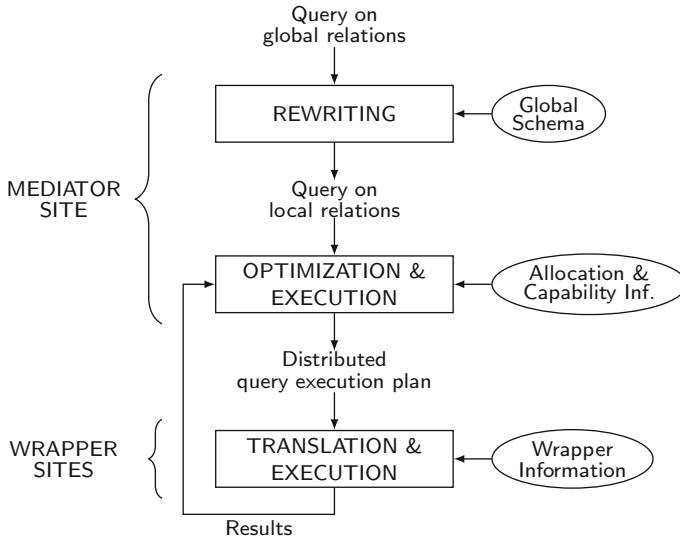 Query on
global relations
REWRITING
Global
Schema
MEDIATOR
SITE
Query on
local relations
OPTIMIZATION &
EXECUTION
Allocation &
Capability Inf.
Distributed
query execution plan
WRAPPER
SITES
TRANSLATION &
EXECUTION
Wrapper
Information
Results